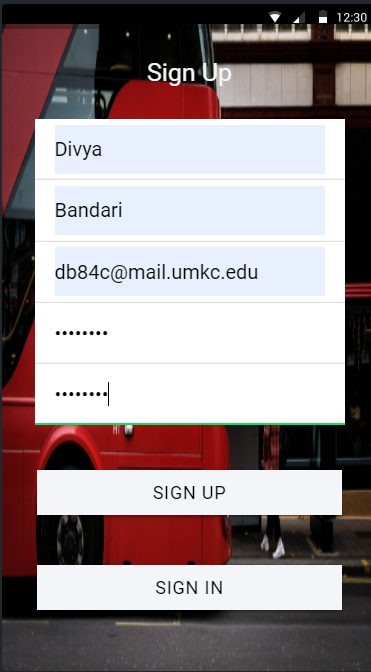 12:30
Sign Up
Divya
Bandari
db84c@mail.umkc.edu
••••••••
••••••••
SIGN UP
SIGN IN